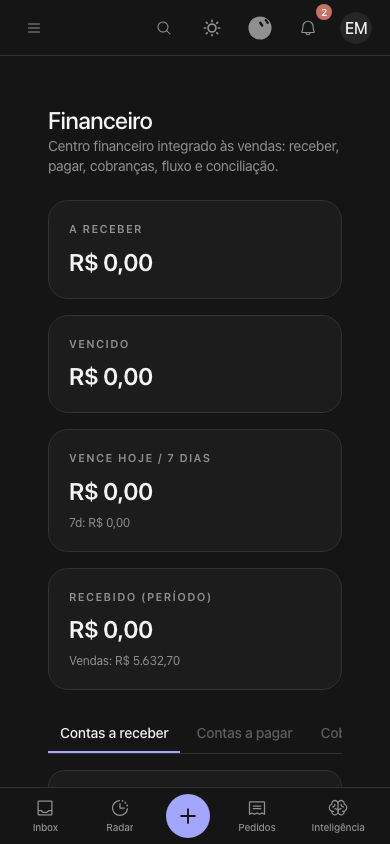 2
EM
Financeiro
Centro financeiro integrado às vendas: receber,
pagar, cobranças, fluxo e conciliação.
A RECEBER
R$ 0,00
VENCIDO
R$ 0,00
VENCE HOJE / 7 DIAS
R$ 0,00
7d: R$ 0,00
RECEBIDO (PERÍODO)
R$ 0,00
Vendas: R$ 5.632,70
Contas a receber Contas a pagar
Inbox Radar Pedidos Inteligência